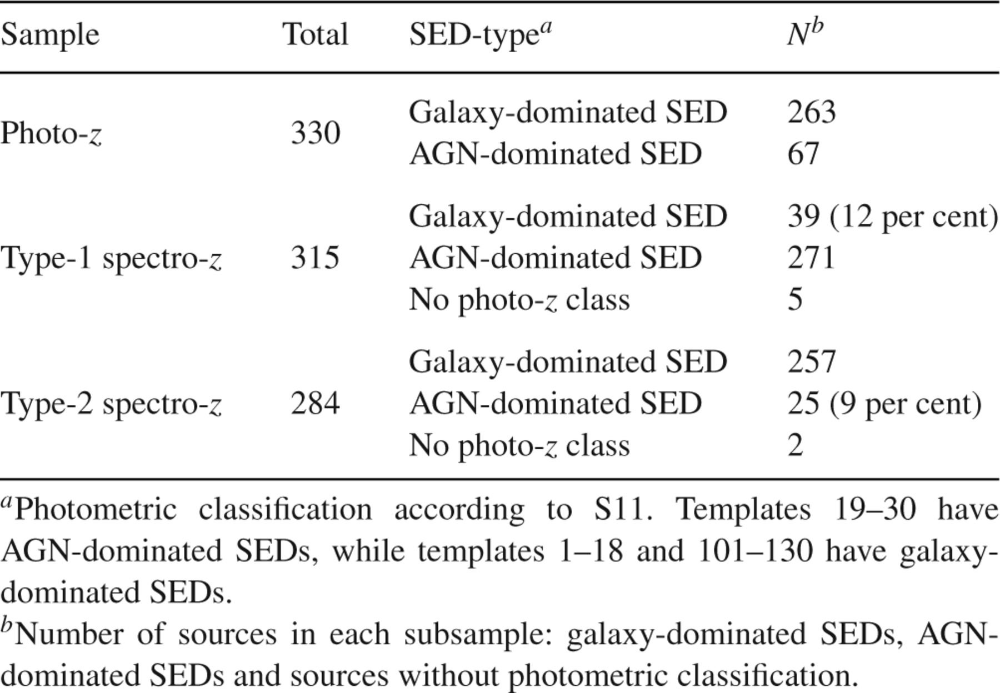 Sample Total SED-type^a N^b
Galaxy-dominated SED 263
Photo-z 330
AGN-dominated SED 67
Galaxy-dominated SED 39 (12 per cent)
Type-1 spectro-z 315 AGN-dominated SED 271
No photo-z class 5
Galaxy-dominated SED 257
Type-2 spectro-z 284 AGN-dominated SED 25 (9 per cent)
No photo-z class 2
^aPhotometric classification according to S11. Templates 19–30 have
AGN-dominated SEDs, while templates 1–18 and 101–130 have galaxy-
dominated SEDs.
^bNumber of sources in each subsample: galaxy-dominated SEDs, AGN-
dominated SEDs and sources without photometric classification.